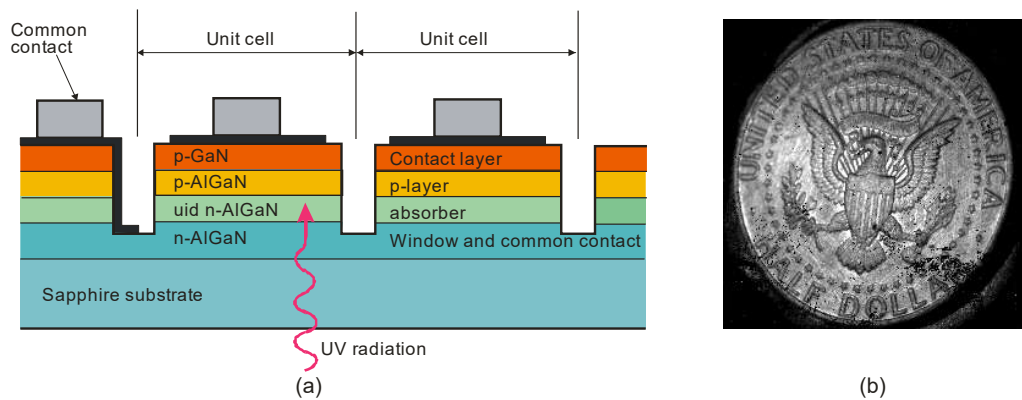 Common
contact
Unit cell
Unit cell
p-GaN
Contact layer
p-AlGaN
p-layer
uid n-AlGaN
absorber
n-AlGaN
Window and common contact
Sapphire substrate
UV radiation
(a)
UNITED STATES OF AMERICA
HALF DOLLAR
(b)